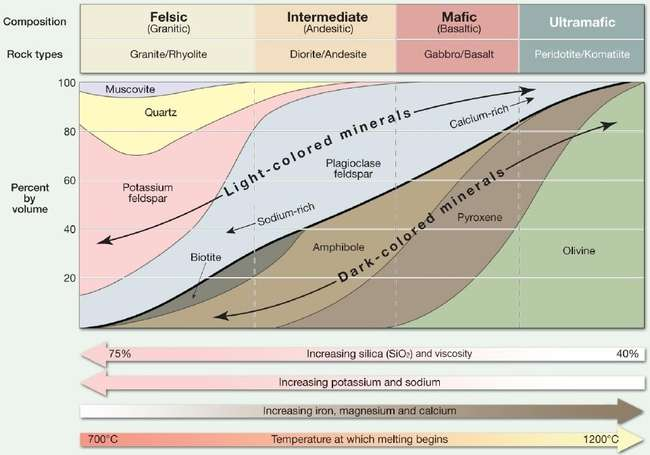 Composition
Felsic
(Granitic)
Intermediate
(Andesitic)
Mafic
(Basaltic)
Ultramafic
Rock types
Granite/Rhyolite
Diorite/Andesite
Gabbro/Basalt
Peridotite/Komatiite
100
80
60
40
20
Percent
by
volume
Muscovite
Quartz
Potassium
feldspar
Light-colored minerals
Calcium-rich
Plagioclase
feldspar
Sodium-rich
Biotite
Amphibole
Dark-colored minerals
Pyroxene
Olivine
75%
Increasing silica (SiO₂) and viscosity
40%
Increasing potassium and sodium
Increasing iron, magnesium and calcium
700°C
Temperature at which melting begins
1200°C